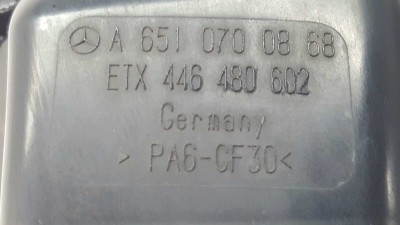 A 651 070 08 68
ETX 446 480 602
Germany
> PA6-CF30<